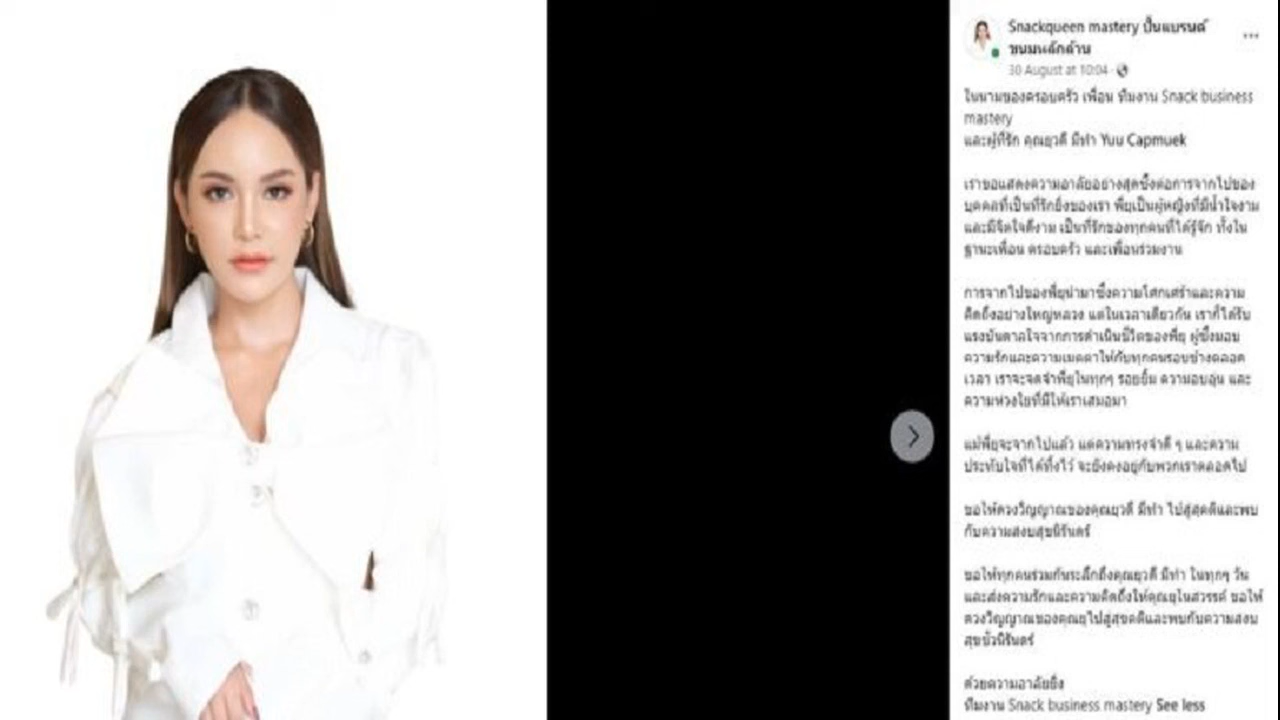 Snackqueen mastery ปั้นแบรนด์
ขนมหลักล้าน
30 August at 10:04
ในนามของครอบครัว เพื่อน ทีมงาน Snack business
mastery
และผู้ที่รัก คุณยุวดี มีทำ Yuu Capmuek
เราขอแสดงความอาลัยอย่างสุดซึ้งต่อการจากไปของ
บุคคลที่เป็นที่รักยิ่งของเรา พี่ยุเป็นผู้หญิงที่มีน้ำใจงาม
และมีจิตใจดีงาม เป็นที่รักของทุกคนที่ได้รู้จัก ทั้งใน
ฐานะเพื่อน ครอบครัว และเพื่อนร่วมงาน
การจากไปของพี่ยุนำมาซึ่งความโศกเศร้าและความ
คิดถึงอย่างใหญ่หลวง แต่ในเวลาเดียวกัน เราก็ได้รับ
แรงบันดาลใจจากการดำเนินชีวิตของพี่ยุ ผู้ซึ่งมอบ
ความรักและความเมตตาให้กับทุกคนรอบข้างตลอด
เวลา เราจะจดจำพี่ยุในทุกๆ รอยยิ้ม ความอบอุ่น และ
ความห่วงใยที่มีให้เราเสมอมา
แม้พี่ยุจะจากไปแล้ว แต่ความทรงจำดี ๆ และความ
ประทับใจที่ได้ทิ้งไว้ จะยังคงอยู่กับพวกเราตลอดไป
ขอให้ดวงวิญญาณของคุณยุวดี มีทำ ไปสู่สุคติและพบ
กับความสงบสุขนิรันดร์
ขอให้ทุกคนร่วมกันระลึกถึงคุณยุวดี มีทำ ในทุกๆ วัน
และส่งความรักและความคิดถึงให้คุณยุในสวรรค์ ขอให้
ดวงวิญญาณของคุณยุไปสู่สุขคติและพบกับความสงบ
สุขชั่วนิรันดร์
ด้วยความอาลัยยิ่ง
ทีมงาน Snack business mastery See less